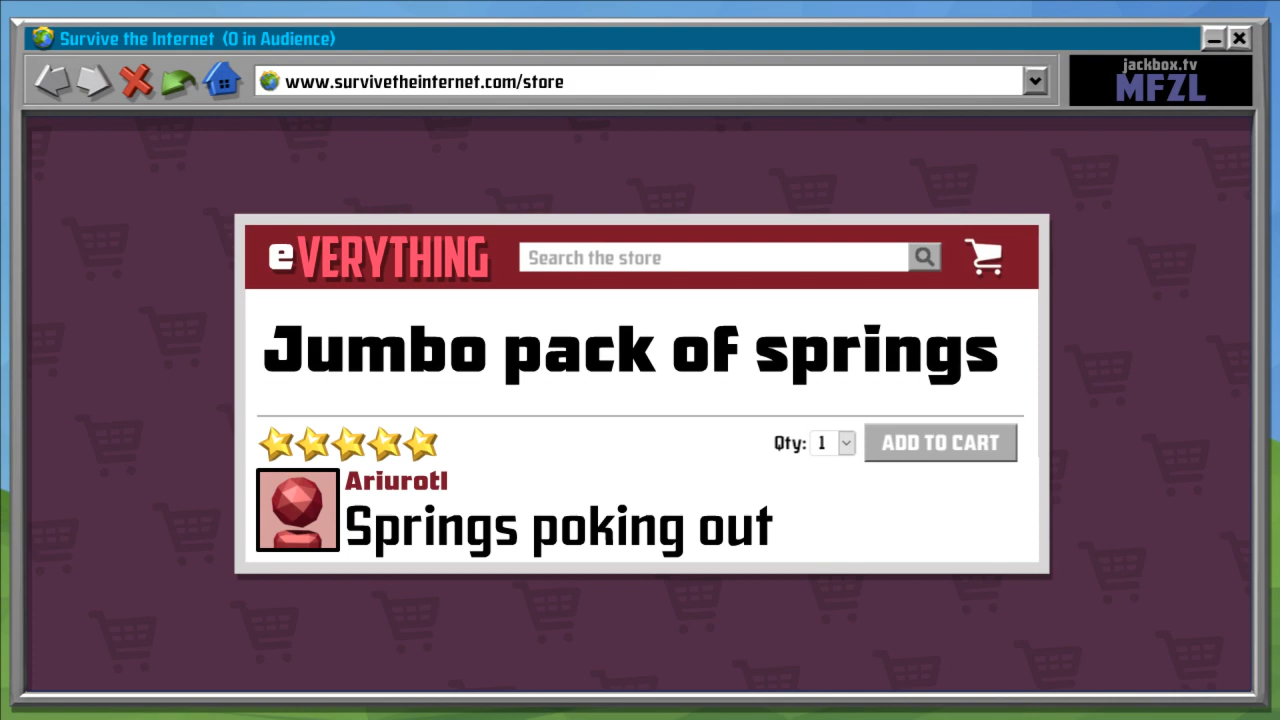 Survive the Internet (0 in Audience)
www.survivetheinternet.com/store
jackbox.tv
MFZL
eVERYTHING
Search the store
Jumbo pack of springs
Qty: 1
ADD TO CART
Ariurotl
Springs poking out